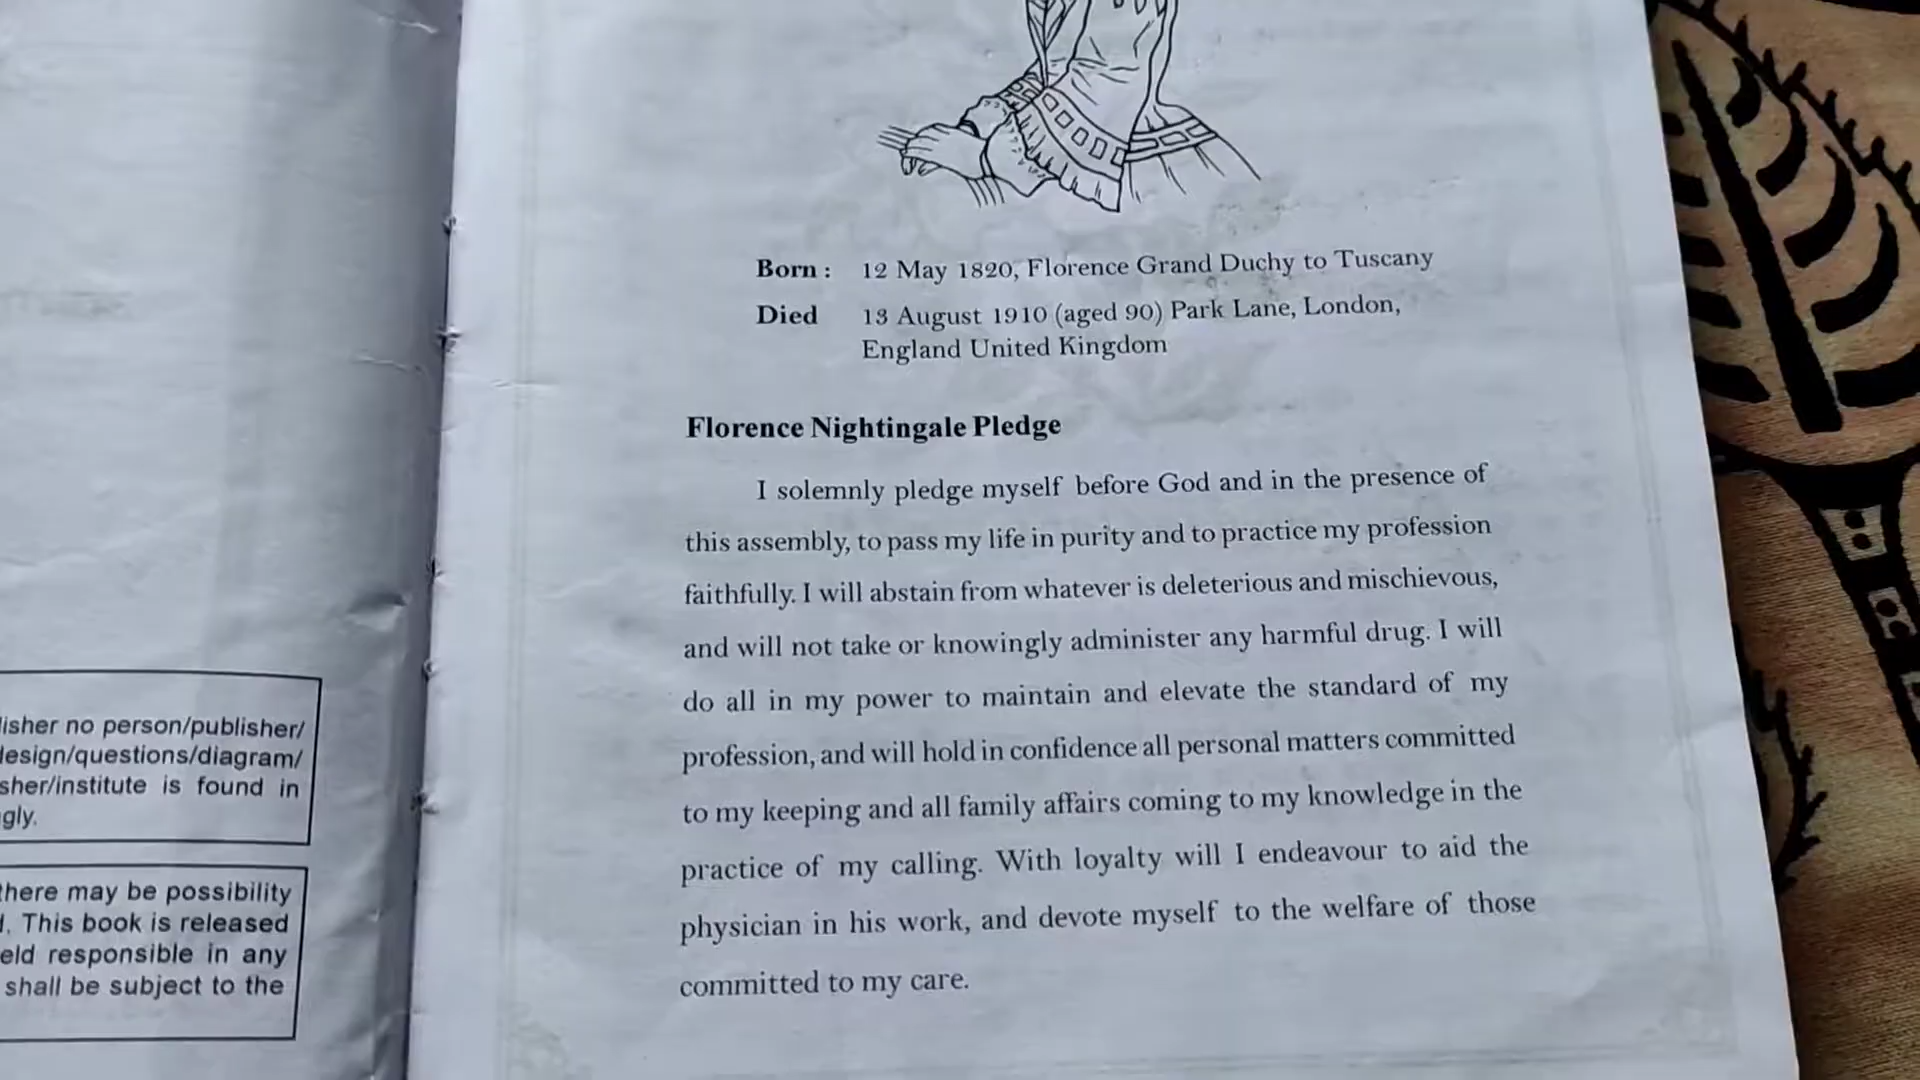 lisher no person/publisher/
design/questions/diagram/
sher/institute is found in
gly.
there may be possibility
This book is released
eld responsible in any
shall be subject to the
Born : 12 May 1820, Florence Grand Duchy to Tuscany
Died 13 August 1910 (aged 90) Park Lane, London,
England United Kingdom
Florence Nightingale Pledge
I solemnly pledge myself before God and in the presence of
this assembly, to pass my life in purity and to practice my profession
faithfully. I will abstain from whatever is deleterious and mischievous,
and will not take or knowingly administer any harmful drug. I will
do all in my power to maintain and elevate the standard of my
profession, and will hold in confidence all personal matters committed
to my keeping and all family affairs coming to my knowledge in the
practice of my calling. With loyalty will I endeavour to aid the
physician in his work, and devote myself to the welfare of those
committed to my care.